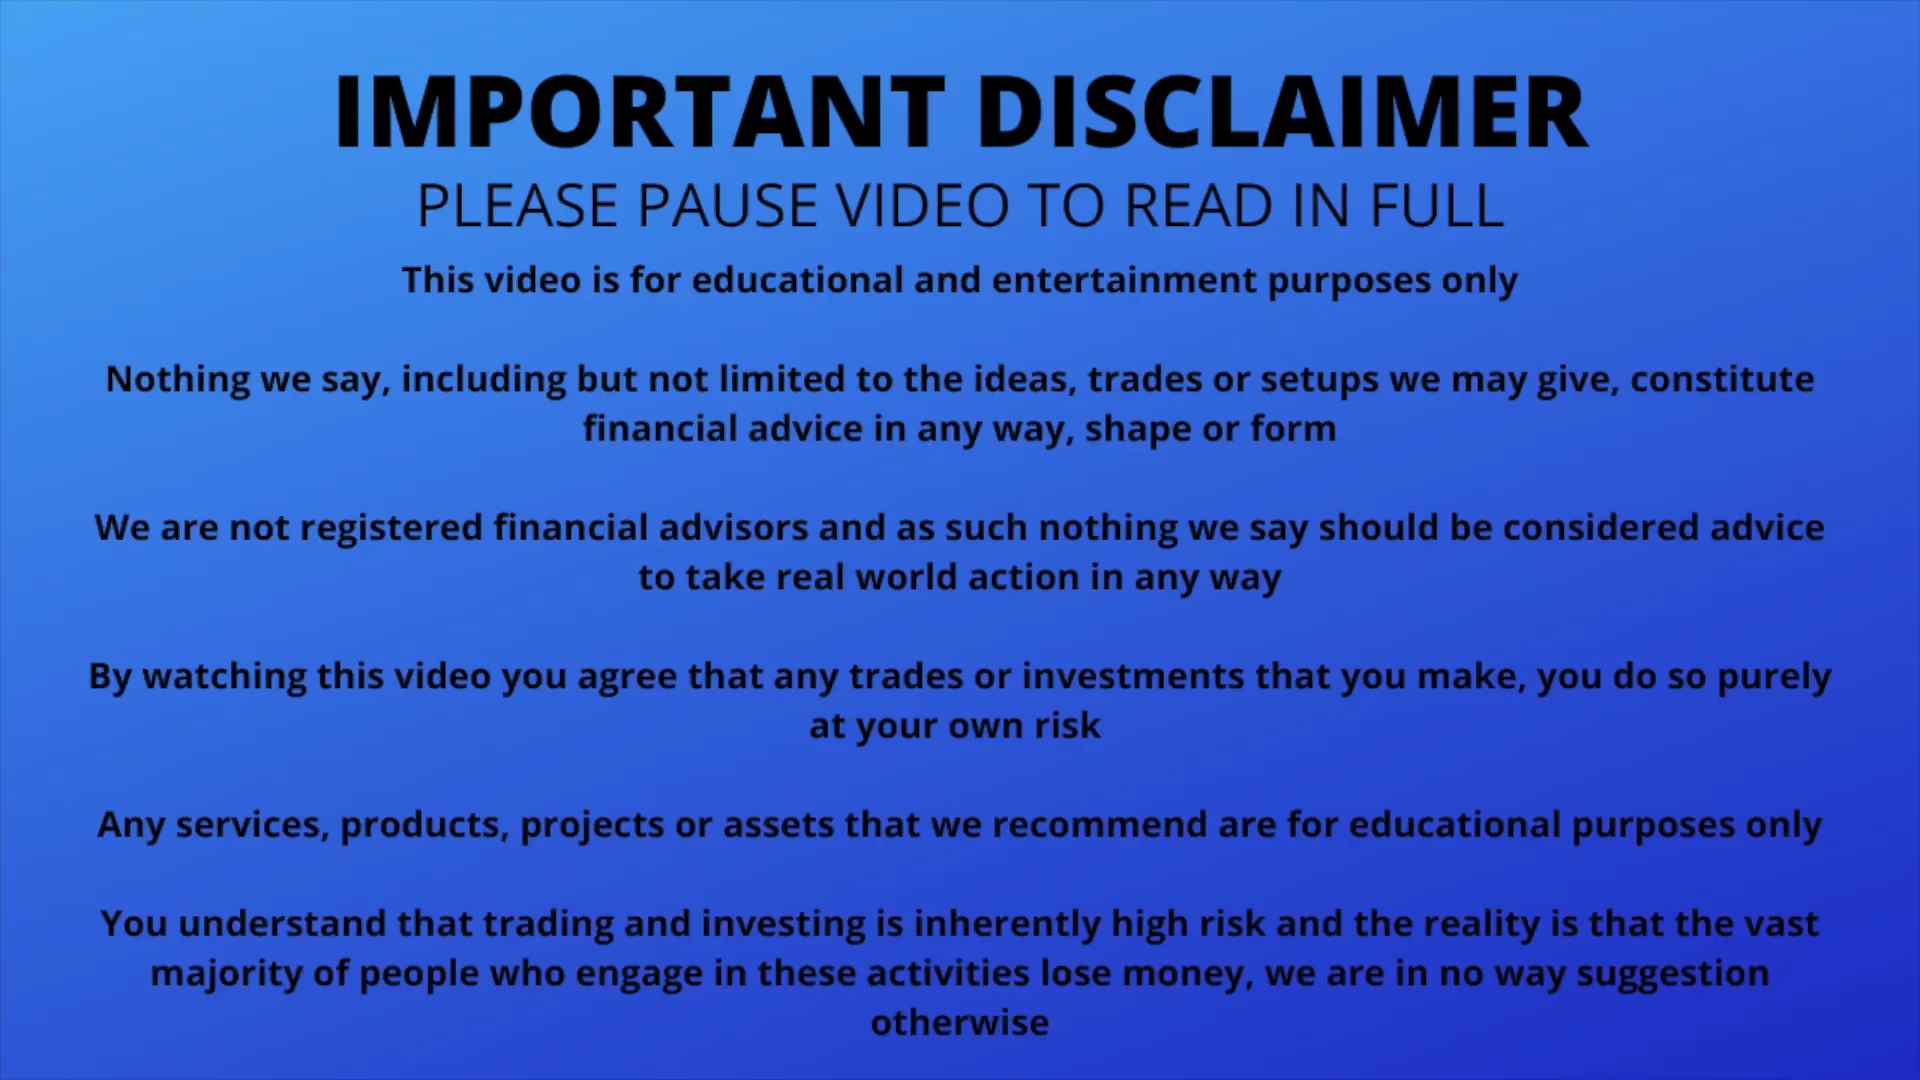 IMPORTANT DISCLAIMER
PLEASE PAUSE VIDEO TO READ IN FULL
This video is for educational and entertainment purposes only
Nothing we say, including but not limited to the ideas, trades or setups we may give, constitute
financial advice in any way, shape or form
We are not registered financial advisors and as such nothing we say should be considered advice
to take real world action in any way
By watching this video you agree that any trades or investments that you make, you do so purely
at your own risk
Any services, products, projects or assets that we recommend are for educational purposes only
You understand that trading and investing is inherently high risk and the reality is that the vast
majority of people who engage in these activities lose money, we are in no way suggestion
otherwise